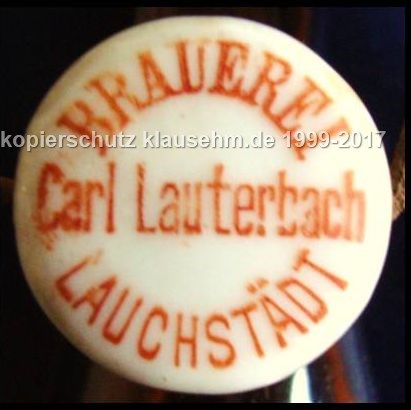 BRAUEREI
kopierschutz klausehm.de 1999-2017
Carl Lauterbach
LAUCHSTÄDT